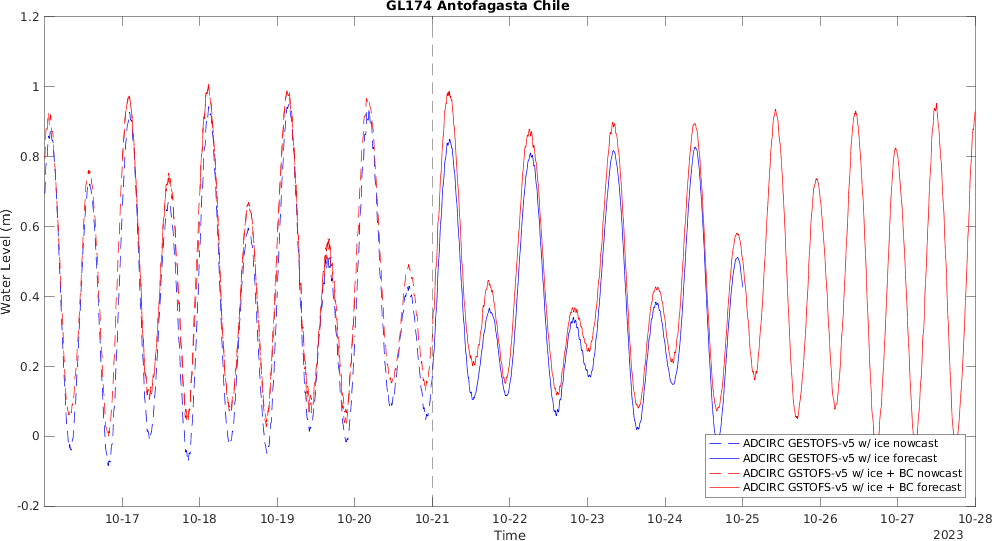 GL174 Antofagasta Chile
1.2
1
0.8
0.6
0.4
0.2
0
-0.2
Water Level (m)
ADCIRC GESTOFS-v5 w/ ice nowcast
ADCIRC GESTOFS-v5 w/ ice forecast
ADCIRC GSTOFS-v5 w/ ice + BC nowcast
ADCIRC GSTOFS-v5 w/ ice + BC forecast
10-17 10-18 10-19 10-20 10-21 10-22 10-23 10-24 10-25 10-26 10-27 10-28
Time
2023